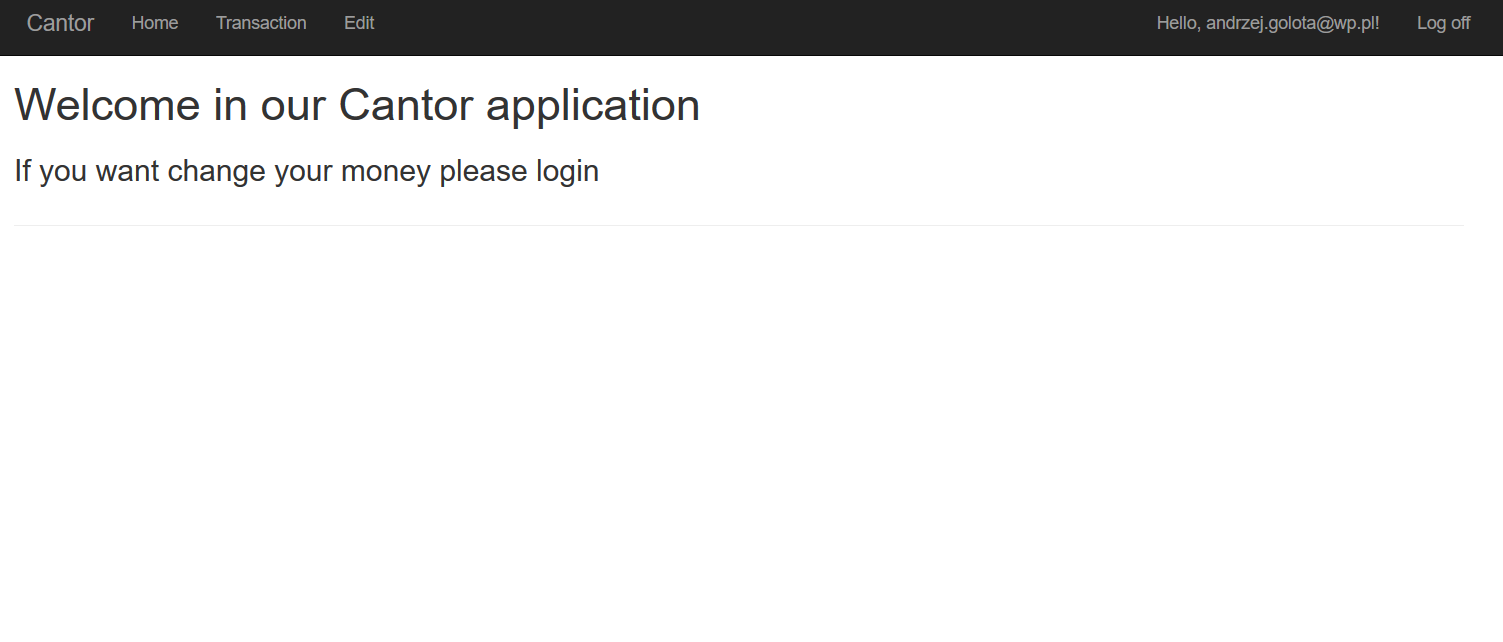 Cantor Home Transaction Edit Hello, andrzej.golota@wp.pl! Log off
Welcome in our Cantor application
If you want change your money please login